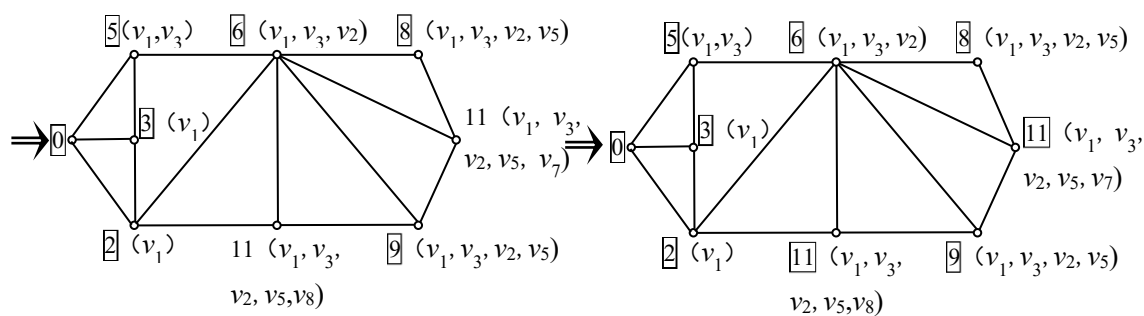 5 (v1,v3) 6 (v1, v3, v2) 8 (v1, v3, v2, v5)
0 3 (v1) 11 (v1, v3,
v2, v5, v7)
2 (v1) 11 (v1, v3, 9 (v1, v3, v2, v5)
v2, v5,v8)
5 (v1,v3) 6 (v1, v3, v2) 8 (v1, v3, v2, v5)
0 3 (v1) 11 (v1, v3,
v2, v5, v7)
2 (v1) 11 (v1, v3, 9 (v1, v3, v2, v5)
v2, v5,v8)